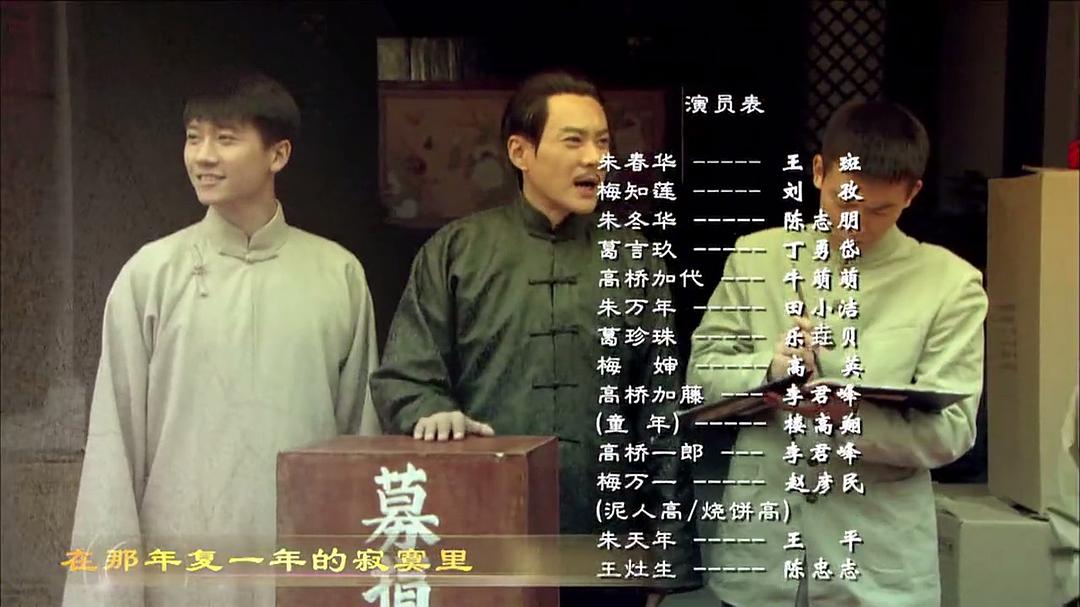 演员表
朱春华 ----- 王 斑
梅知莲 ----- 刘 孜
朱冬华 ----- 陈志朋
葛言玖 ----- 丁勇岱
高桥加代 --- 牛萌萌
朱万年 ----- 田小洁
葛珍珠 ----- 乐垚贝
梅 婶 ----- 高 英
高桥加藤 --- 李君峰
(童 年) ----- 楼高翔
高桥一郎 --- 李君峰
梅万一 ----- 赵彦民
(泥人高/烧饼高)
朱天年 ----- 王 平
王灶生 ----- 陈忠志
募捐
在那年复一年的寂寞里